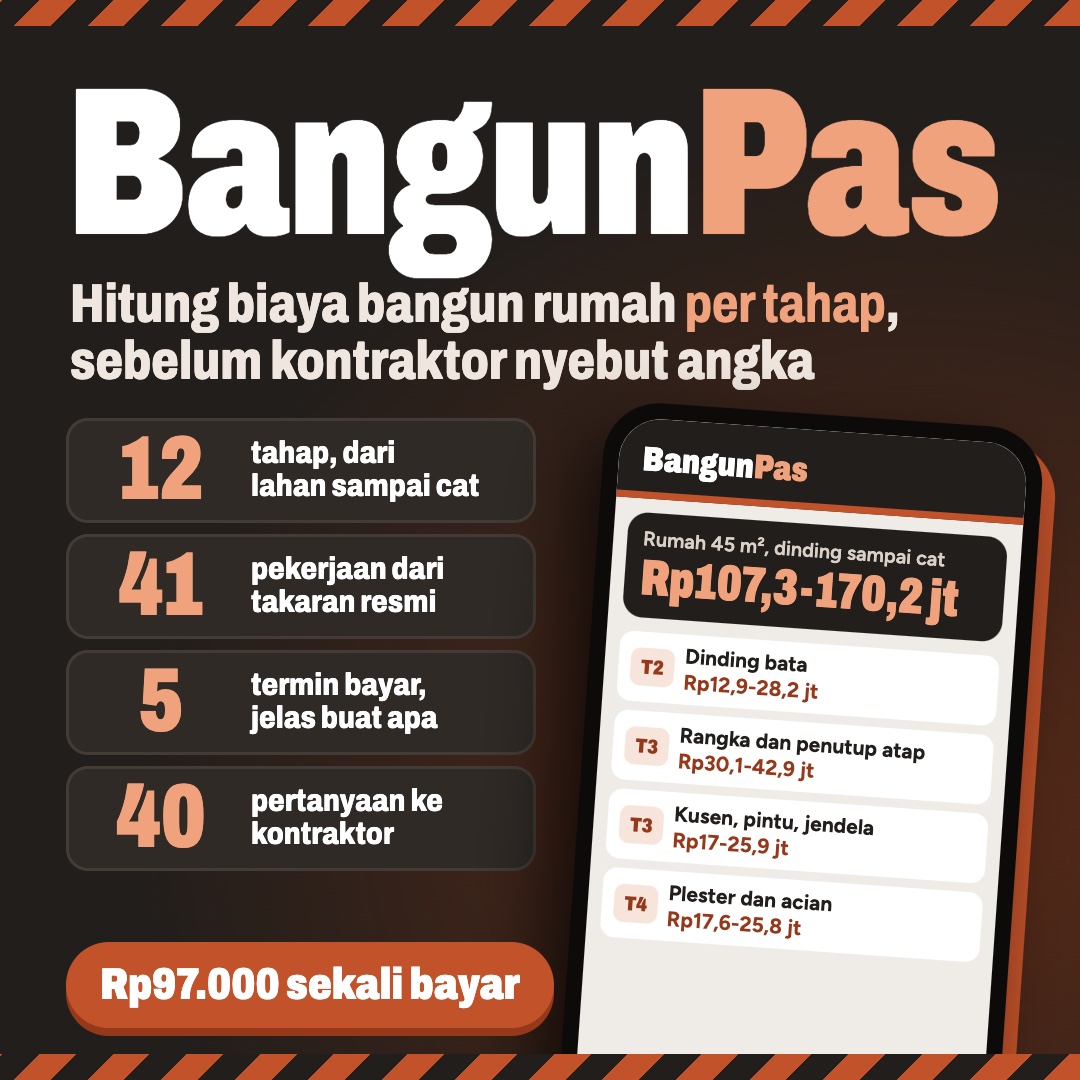 BangunPas
Hitung biaya bangun rumah per tahap,
sebelum kontraktor nyebut angka
12
tahap, dari
lahan sampai cat
41
pekerjaan dari
takaran resmi
5
termin bayar,
jelas buat apa
40
pertanyaan ke
kontraktor
Rp97.000 sekali bayar
BangunPas
Rumah 45 m², dinding sampai cat
Rp107,3-170,2 jt
T2
Dinding bata
Rp12,9-28,2 jt
T3
Rangka dan penutup atap
Rp30,1-42,9 jt
T3
Kusen, pintu, jendela
Rp17-25,9 jt
T4
Plester dan acian
Rp17,6-25,8 jt